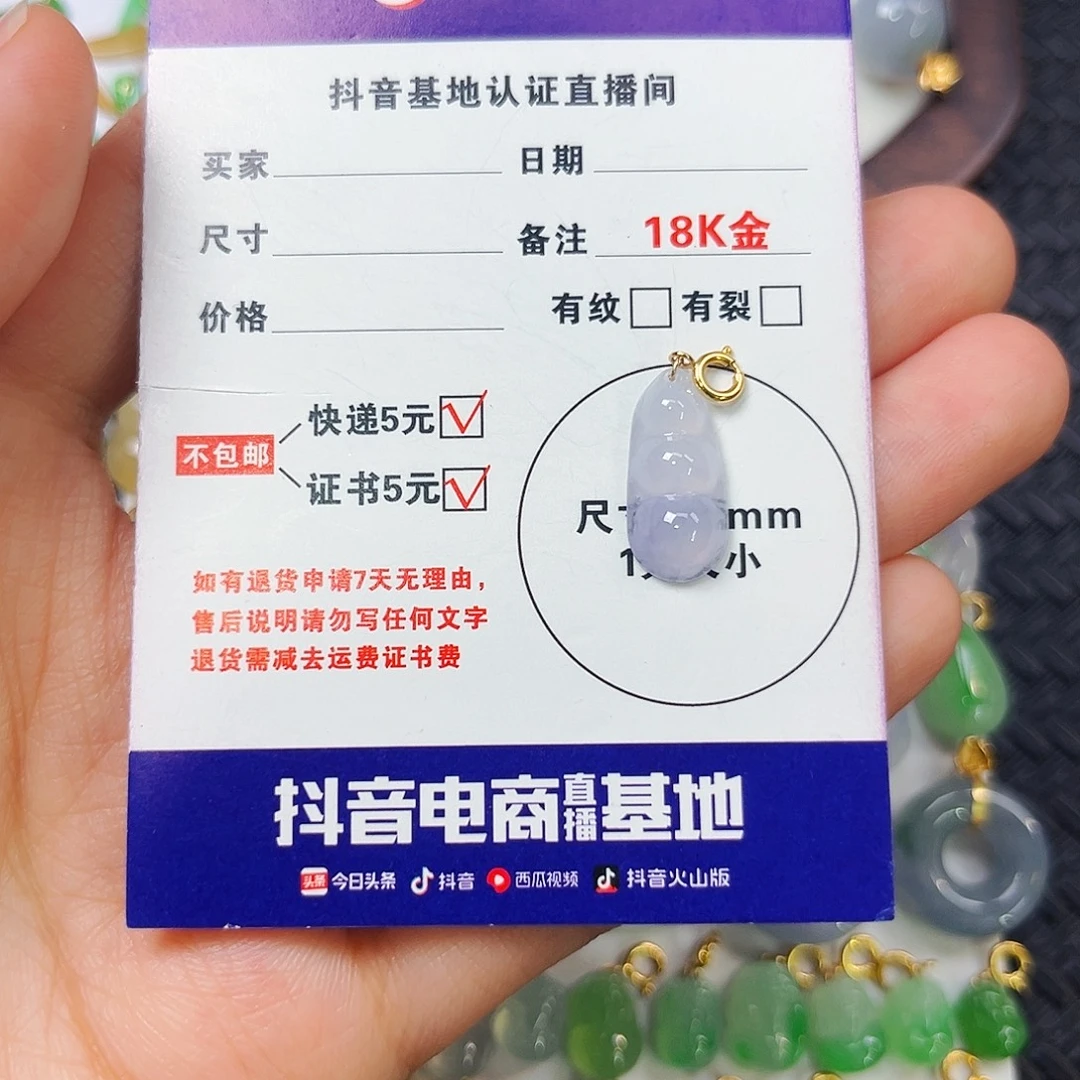 抖音基地认证直播间
买家 日期
尺寸 备注 18K金
价格 有纹 有裂
快递5元
不包邮
证书5元
尺 mm
1 小
如有退货申请7天无理由，
售后说明请勿写任何文字
退货需减去运费证书费
抖音电商直播基地
头条 今日头条 抖音 西瓜视频 抖音火山版